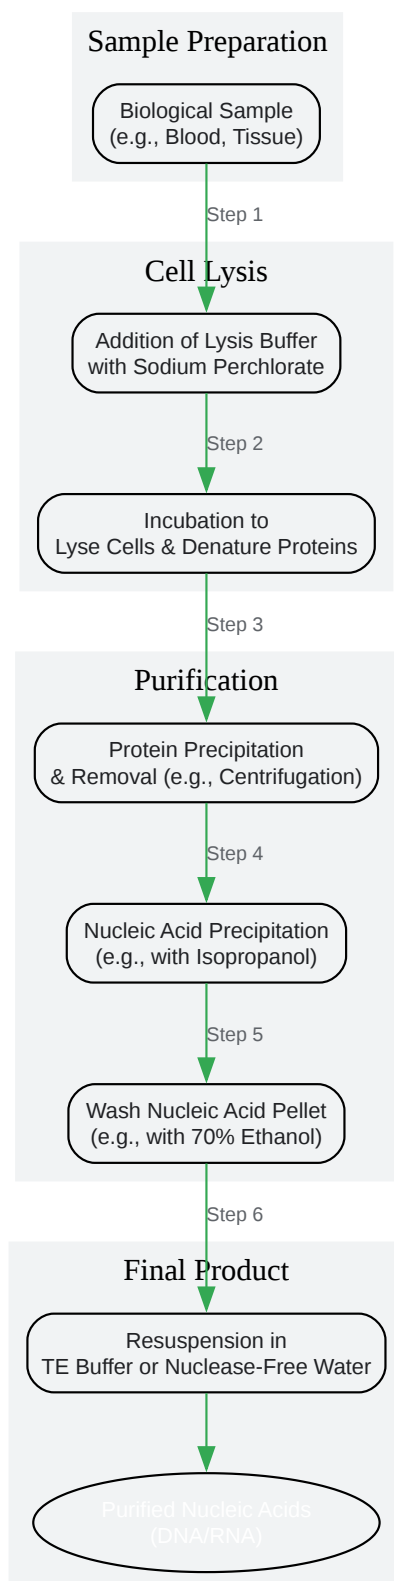 Sample Preparation
Biological Sample
(e.g., Blood, Tissue)
Step 1
Cell Lysis
Addition of Lysis Buffer
with Sodium Perchlorate
Step 2
Incubation to
Lyse Cells & Denature Proteins
Step 3
Purification
Protein Precipitation
& Removal (e.g., Centrifugation)
Step 4
Nucleic Acid Precipitation
(e.g., with Isopropanol)
Step 5
Wash Nucleic Acid Pellet
(e.g., with 70% Ethanol)
Step 6
Final Product
Resuspension in
TE Buffer or Nuclease-Free Water
Purified Nucleic Acids
(DNA/RNA)